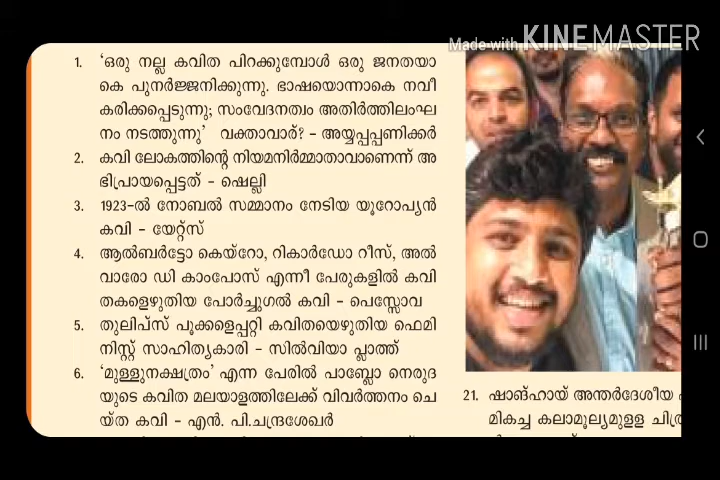 Made with KINEMASTER
1. ‘ഒരു നല്ല കവിത പിറക്കുമ്പോൾ ഒരു ജനതയാ
കെ പുനർജ്ജനിക്കുന്നു. ഭാഷയൊന്നാകെ നവീ
കരിക്കപ്പെടുന്നു; സംവേദനത്വം അതിർത്തിലംഘ
നം നടത്തുന്നു’ വക്താവാര്? – അയ്യപ്പപ്പണിക്കർ
2. കവി ലോകത്തിന്റെ നിയമനിർമ്മാതാവാണെന്ന് അ
ഭിപ്രായപ്പെട്ടത് – ഷെല്ലി
3. 1923-ൽ നോബൽ സമ്മാനം നേടിയ യൂറോപ്യൻ
കവി – യേറ്റ്സ്
4. ആൽബർട്ടോ കെയ്റോ, റികാർഡോ റീസ്, അൽ
വാരോ ഡി കാംപോസ് എന്നീ പേരുകളിൽ കവി
തകളെഴുതിയ പോർച്ചുഗൽ കവി – പെസ്സോവ
5. തുലിപ്സ് പൂക്കളെപ്പറ്റി കവിതയെഴുതിയ ഫെമി
നിസ്റ്റ് സാഹിത്യകാരി – സിൽവിയാ പ്ലാത്ത്
6. ‘മുള്ളുനക്ഷത്രം’ എന്ന പേരിൽ പാബ്ലോ നെരുദ
യുടെ കവിത മലയാളത്തിലേക്ക് വിവർത്തനം ചെ
യ്ത കവി – എൻ. പി.ചന്ദ്രശേഖർ
21. ഷാങ്ഹായ് അന്തർദേശീയ
മികച്ച കലാമൂല്യമുള്ള ചിത്ര